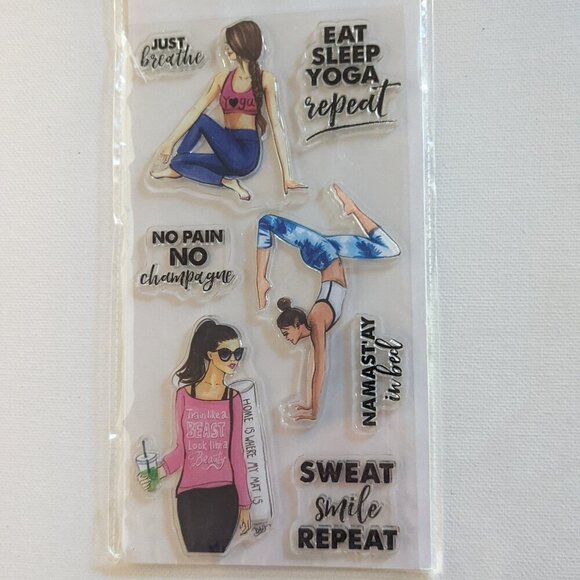 JUST
breathe
EAT
SLEEP
YOGA
repeat
Y♥ga
NO PAIN
NO
champagne
NAMAST'AY
in bed
Train like a
BEAST
Look like a
Beauty
HOME IS WHERE MY MAT IS
SWEAT
smile
REPEAT